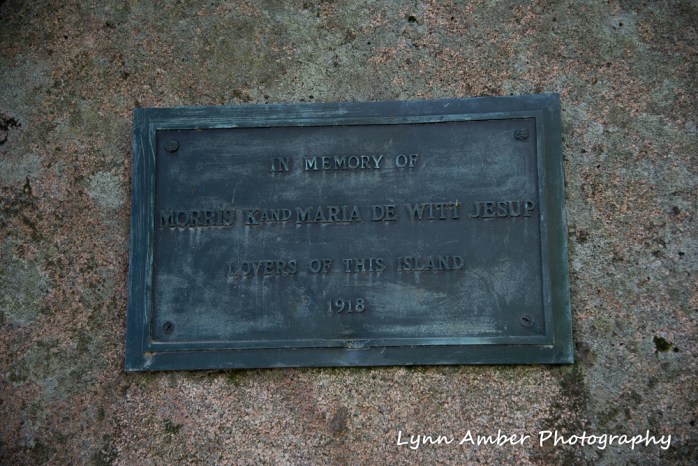 IN MEMORY OF
MORRIS K AND MARIA DE WITT JESUP
LOVERS OF THIS ISLAND
1918
Lynn Amber Photography